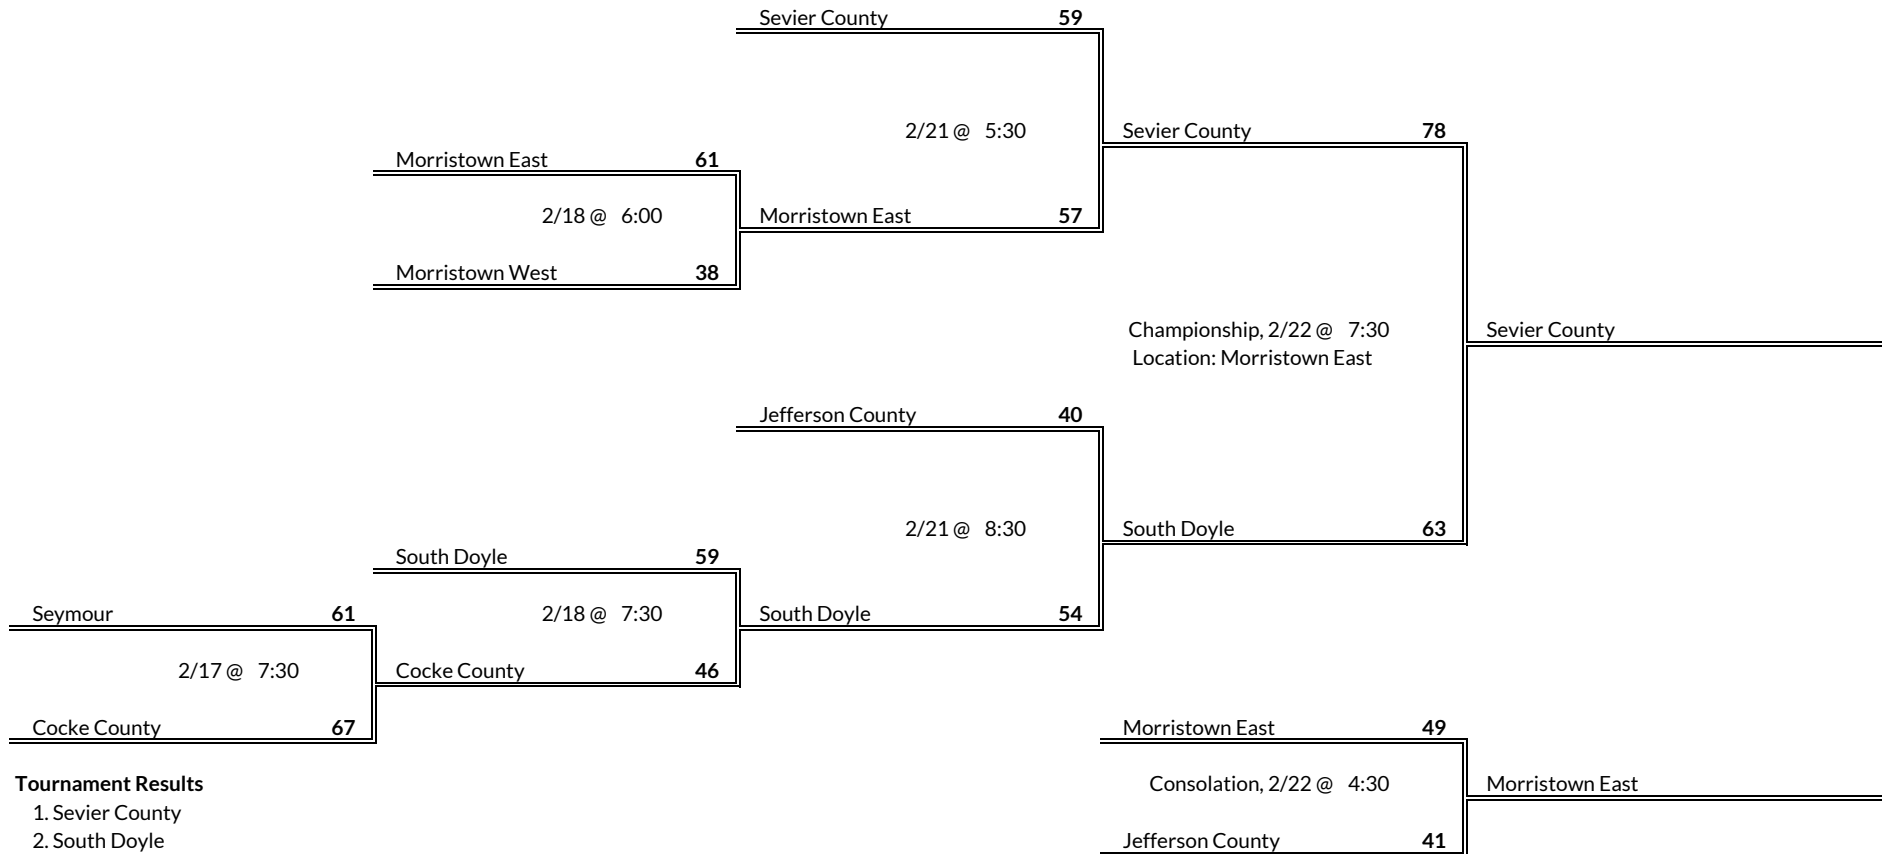 Sevier County 59
2/21 @ 5:30
Sevier County 78
Morristown East 61
2/18 @ 6:00
Morristown East 57
Morristown West 38
Championship, 2/22 @ 7:30
Location: Morristown East
Sevier County
Jefferson County 40
2/21 @ 8:30
South Doyle 63
South Doyle 59
Seymour 61
2/18 @ 7:30
South Doyle 54
2/17 @ 7:30
Cocke County 46
Cocke County 67
Morristown East 49
Tournament Results
Consolation, 2/22 @ 4:30
Morristown East
1. Sevier County
2. South Doyle
Jefferson County 41